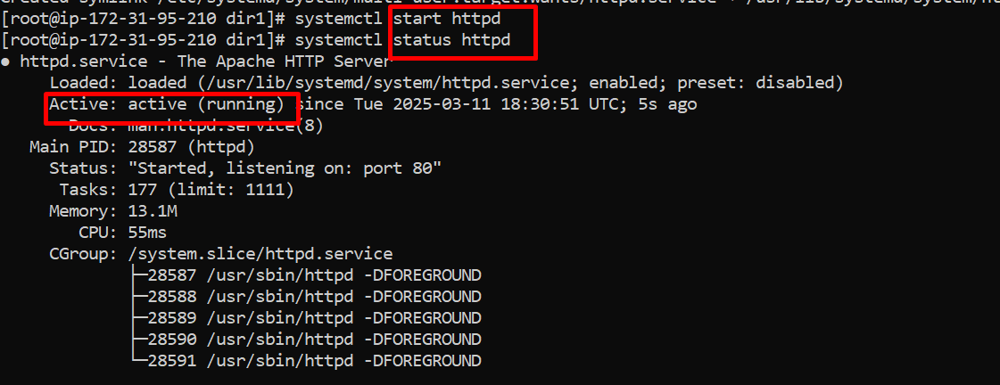 [root@ip-172-31-95-210 dir1]# systemctl start httpd
[root@ip-172-31-95-210 dir1]# systemctl status httpd
● httpd.service - The Apache HTTP Server
Loaded: loaded (/usr/lib/systemd/system/httpd.service; enabled; preset: disabled)
Active: active (running) since Tue 2025-03-11 18:30:51 UTC; 5s ago
Docs: man:httpd.service(8)
Main PID: 28587 (httpd)
Status: "Started, listening on: port 80"
Tasks: 177 (limit: 1111)
Memory: 13.1M
CPU: 55ms
CGroup: /system.slice/httpd.service
├─28587 /usr/sbin/httpd -DFOREGROUND
├─28588 /usr/sbin/httpd -DFOREGROUND
├─28589 /usr/sbin/httpd -DFOREGROUND
├─28590 /usr/sbin/httpd -DFOREGROUND
└─28591 /usr/sbin/httpd -DFOREGROUND